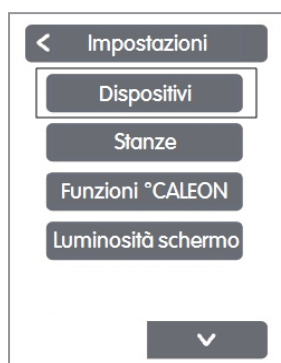 Impostazioni
Dispositivi
Stanze
Funzioni °CALEON
Luminosità schermo